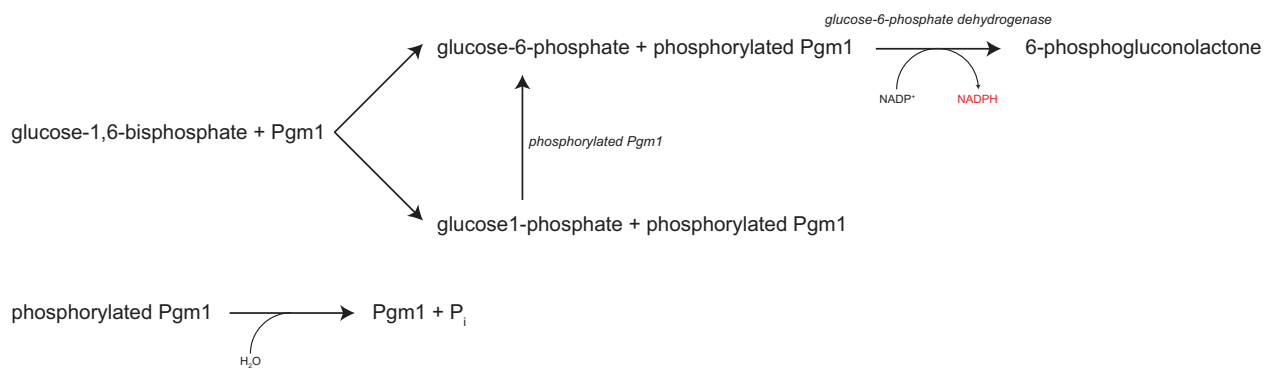 glucose-6-phosphate dehydrogenase
glucose-6-phosphate + phosphorylated Pgm1
6-phosphogluconolactone
NADP⁺
NADPH
glucose-1,6-bisphosphate + Pgm1
phosphorylated Pgm1
glucose1-phosphate + phosphorylated Pgm1
phosphorylated Pgm1
Pgm1 + Pᵢ
H₂O